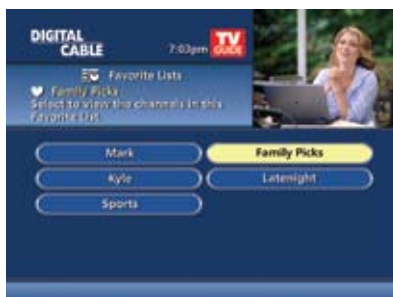 DIGITAL
CABLE
7:03pm
TV
GUIDE
Favorite Lists
Family Picks
Select to view the channels in this
Favorite List.
Mark
Family Picks
Kyle
Latenight
Sports